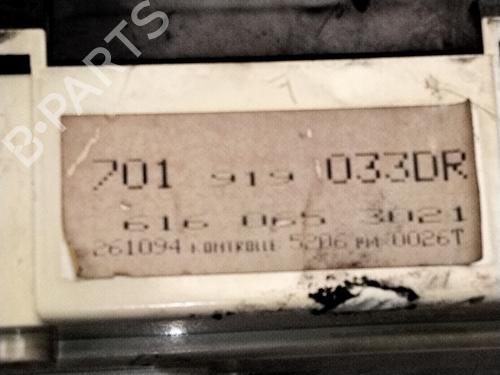 B-PARTS
701 919 033DR
616 065 3021
261094 KONTROLLE 5206 PM 0026T